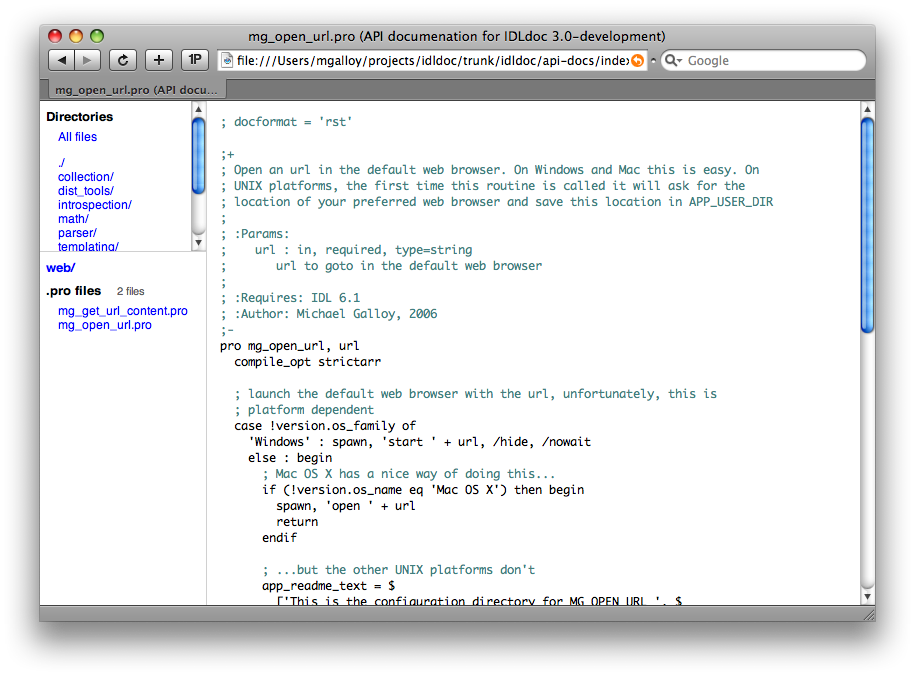 mg_open_url.pro (API documenation for IDLdoc 3.0-development)
1P
file:///Users/mgalloy/projects/idldoc/trunk/idldoc/api-docs/index
Google
mg_open_url.pro (API docu...
Directories
All files
./
collection/
dist_tools/
introspection/
math/
parser/
templating/
web/
.pro files 2 files
mg_get_url_content.pro
mg_open_url.pro
; docformat = 'rst'
;+
; Open an url in the default web browser. On Windows and Mac this is easy. On
; UNIX platforms, the first time this routine is called it will ask for the
; location of your preferred web browser and save this location in APP_USER_DIR
;
; :Params:
;    url : in, required, type=string
;       url to goto in the default web browser
;
; :Requires: IDL 6.1
; :Author: Michael Galloy, 2006
;-
pro mg_open_url, url
  compile_opt strictarr
  ; launch the default web browser with the url, unfortunately, this is
  ; platform dependent
  case !version.os_family of
    'Windows' : spawn, 'start ' + url, /hide, /nowait
    else : begin
      ; Mac OS X has a nice way of doing this...
      if (!version.os_name eq 'Mac OS X') then begin
        spawn, 'open ' + url
        return
      endif
      ; ...but the other UNIX platforms don't
      app_readme_text = $
        ['This is the configuration directory for MG_OPEN_URL ', $